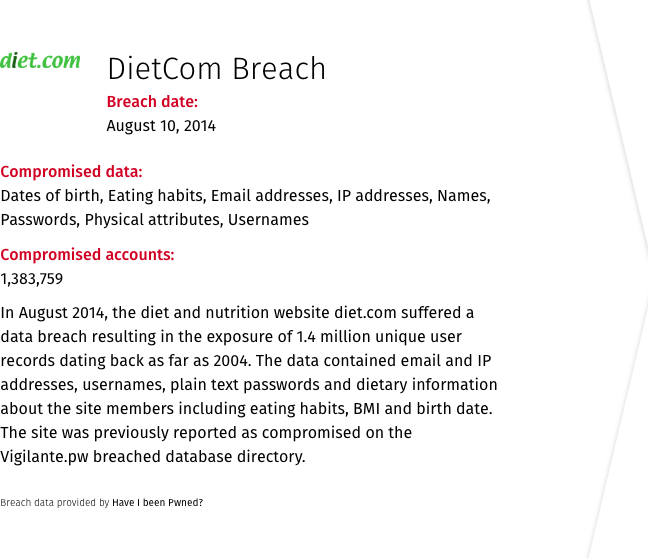 diet.com
DietCom Breach
Breach date:
August 10, 2014
Compromised data:
Dates of birth, Eating habits, Email addresses, IP addresses, Names,
Passwords, Physical attributes, Usernames
Compromised accounts:
1,383,759
In August 2014, the diet and nutrition website diet.com suffered a
data breach resulting in the exposure of 1.4 million unique user
records dating back as far as 2004. The data contained email and IP
addresses, usernames, plain text passwords and dietary information
about the site members including eating habits, BMI and birth date.
The site was previously reported as compromised on the
Vigilante.pw breached database directory.
Breach data provided by Have I been Pwned?